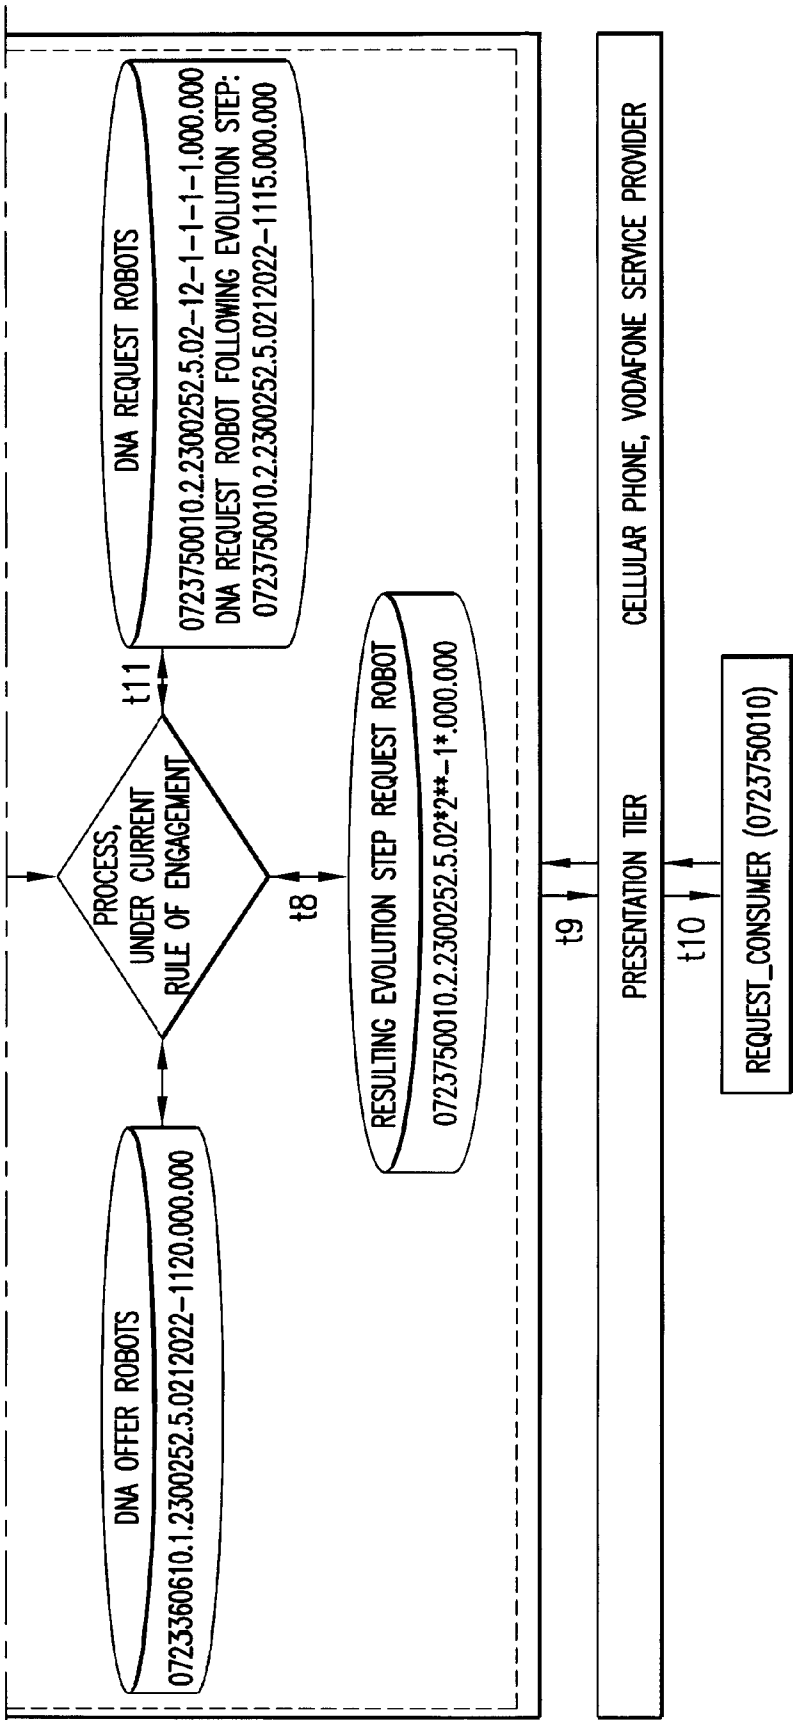 DNA OFFER ROBOTS
0723360610.1.2300252.5.0212022-1120.000.000
PROCESS,
UNDER CURRENT
RULE OF ENGAGEMENT
t11
DNA REQUEST ROBOTS
0723750010.2.2300252.5.02-12-1-1-1-1.000.000
DNA REQUEST ROBOT FOLLOWING EVOLUTION STEP:
0723750010.2.2300252.5.0212022-1115.000.000
t8
RESULTING EVOLUTION STEP REQUEST ROBOT
0723750010.2.2300252.5.02*2**-1*.000.000
t9
PRESENTATION TIER
CELLULAR PHONE, VODAFONE SERVICE PROVIDER
t10
REQUEST_CONSUMER (0723750010)